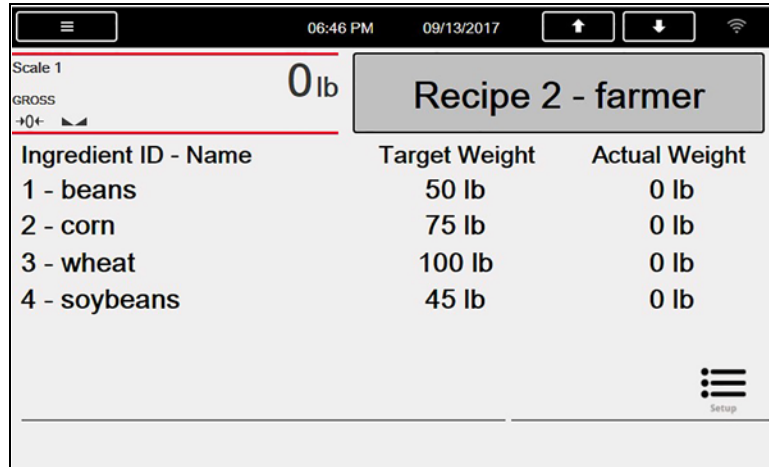 06:46 PM 09/13/2017
Scale 1
0 lb
GROSS
→0←
Recipe 2 - farmer
Ingredient ID - Name Target Weight Actual Weight
1 - beans 50 lb 0 lb
2 - corn 75 lb 0 lb
3 - wheat 100 lb 0 lb
4 - soybeans 45 lb 0 lb
Setup